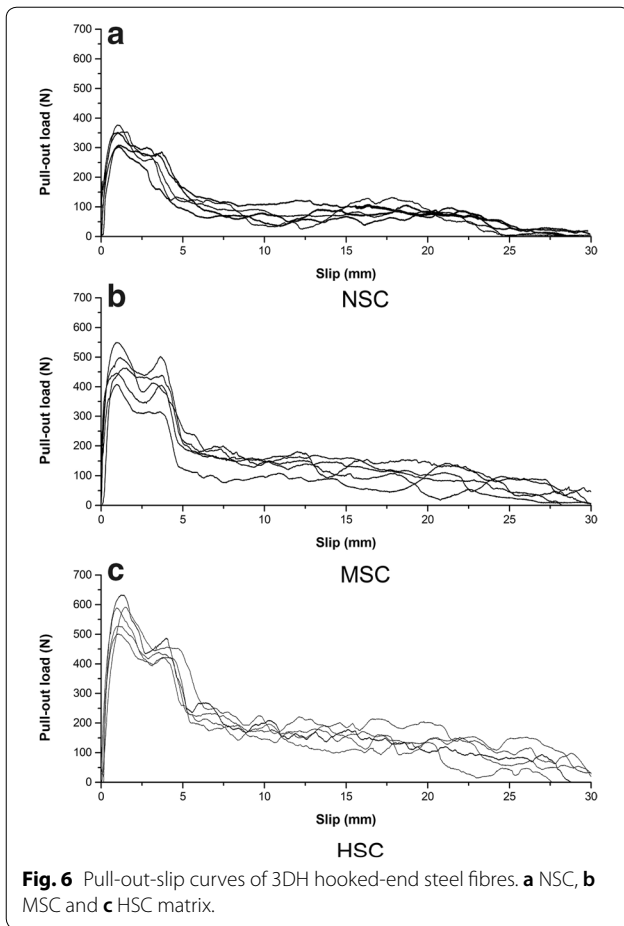 a
700
600
500
400
300
200
100
0
Pull-out load (N)
0 5 10 15 20 25 30
Slip (mm)
NSC
b
700
600
500
400
300
200
100
0
Pull-out load (N)
0 5 10 15 20 25 30
Slip (mm)
MSC
c
700
600
500
400
300
200
100
0
Pull-out load (N)
0 5 10 15 20 25 30
Slip (mm)
HSC
Fig. 6 Pull-out-slip curves of 3DH hooked-end steel fibres. a NSC, b
MSC and c HSC matrix.